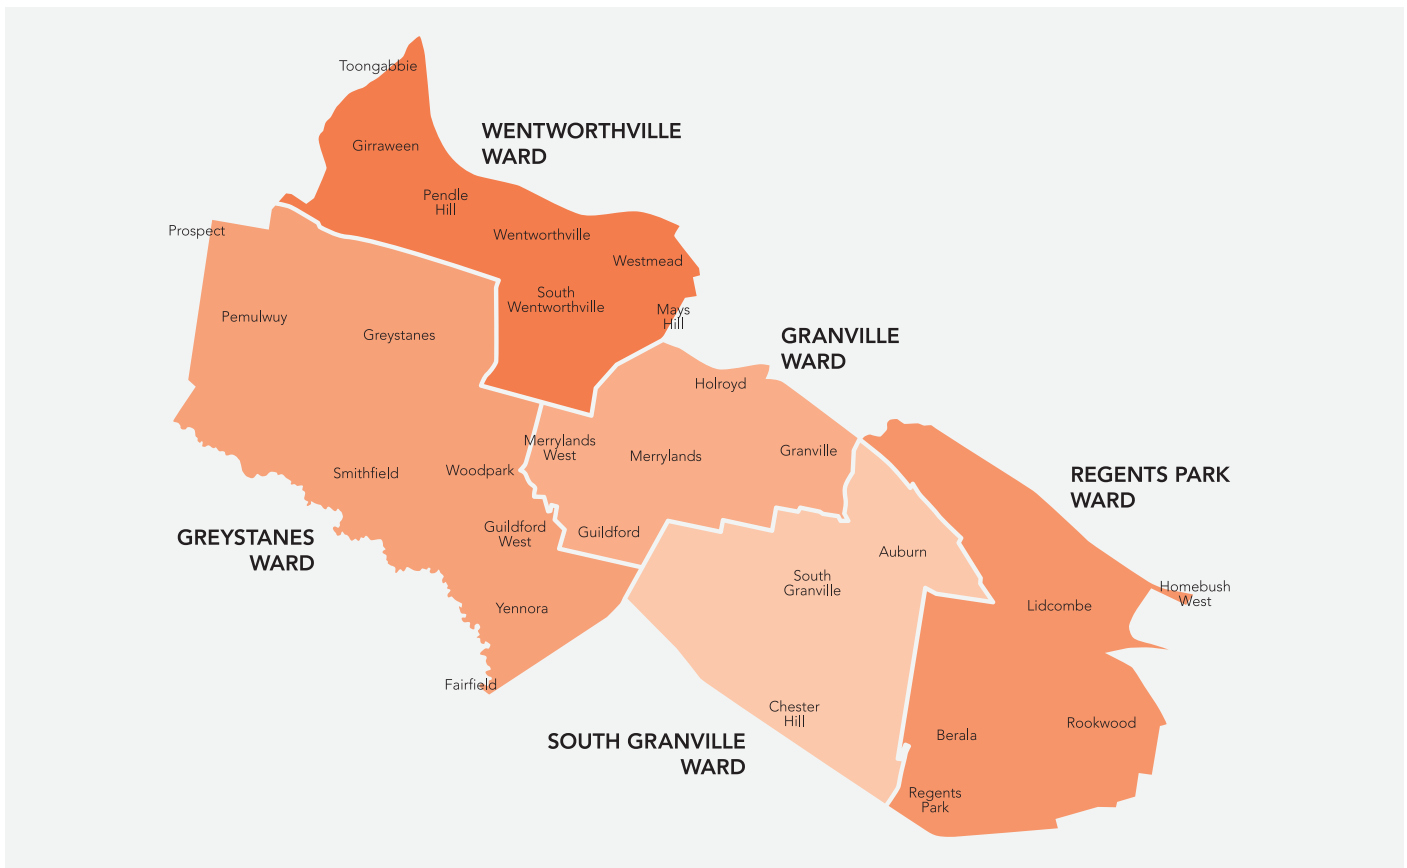 Toongabbie
WENTWORTHVILLE
WARD
Girraween
Pendle
Hill
Prospect
Wentworthville
Westmead
South
Wentworthville
Mays
Hill
Pemulwuy
Greystanes
GRANVILLE
WARD
Holroyd
Merrylands
West
Merrylands
Granville
Smithfield
Woodpark
REGENTS PARK
WARD
GREYSTANES
WARD
Guildford
West
Guildford
Auburn
South
Granville
Homebush
West
Yennora
Lidcombe
Fairfield
Chester
Hill
Rookwood
Berala
SOUTH GRANVILLE
WARD
Regents
Park